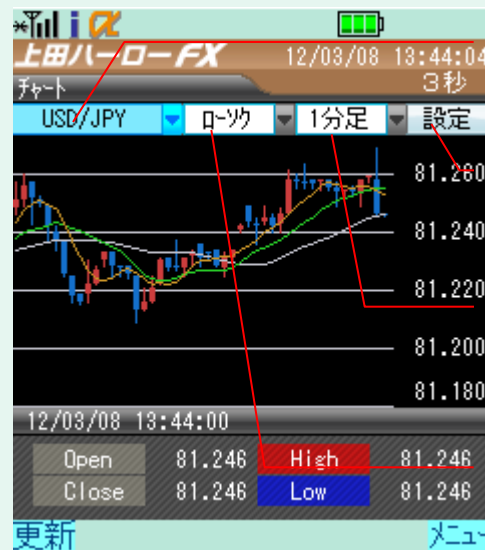 i α
上田ハーローFX 12/03/08 13:44:04
チャート 3秒
USD/JPY ローソク 1分足 設定
81.260
81.240
81.220
81.200
81.180
12/03/08 13:44:00
Open 81.246 High 81.246
Close 81.246 Low 81.246
更新 メニュー